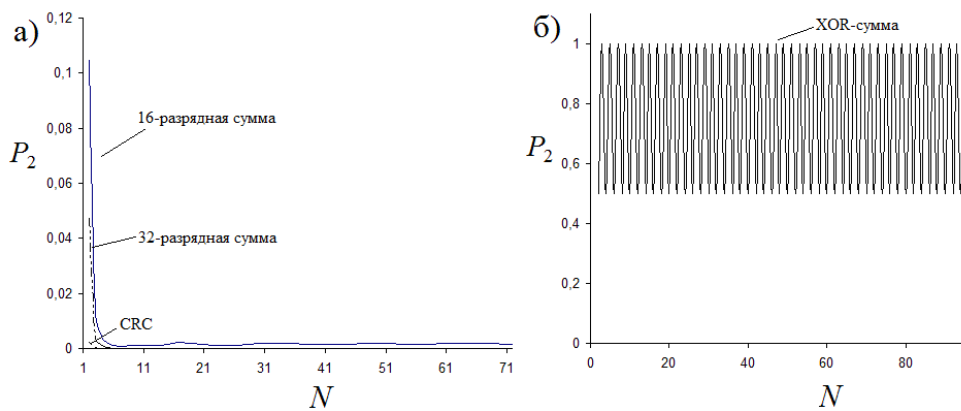 а)
0,12
0,1
0,08
0,06
0,04
0,02
0
P₂
16-разрядная сумма
32-разрядная сумма
CRC
1 11 21 31 41 51 61 71
N
б)
XOR-сумма
1
0,8
0,6
0,4
0,2
0
P₂
0 20 40 60 80
N